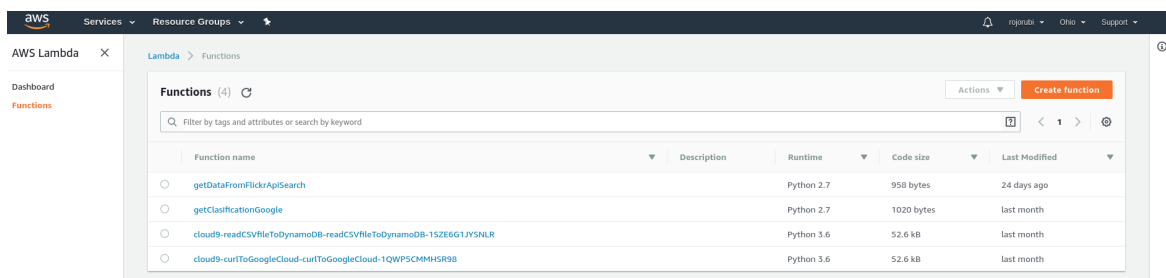 aws Services Resource Groups rojorubi Ohio Support
AWS Lambda
Lambda > Functions
Dashboard
Functions
Functions (4) Actions Create function
Filter by tags and attributes or search by keyword ? < 1 >
Function name Description Runtime Code size Last Modified
getDataFromFlickrApiSearch Python 2.7 958 bytes 24 days ago
getClasificationGoogle Python 2.7 1020 bytes last month
cloud9-readCSVfileToDynamoDB-readCSVfileToDynamoDB-1SZE6G1JYSNLR Python 3.6 52.6 kB last month
cloud9-curlToGoogleCloud-curlToGoogleCloud-1QWP5CMMHSR98 Python 3.6 52.6 kB last month